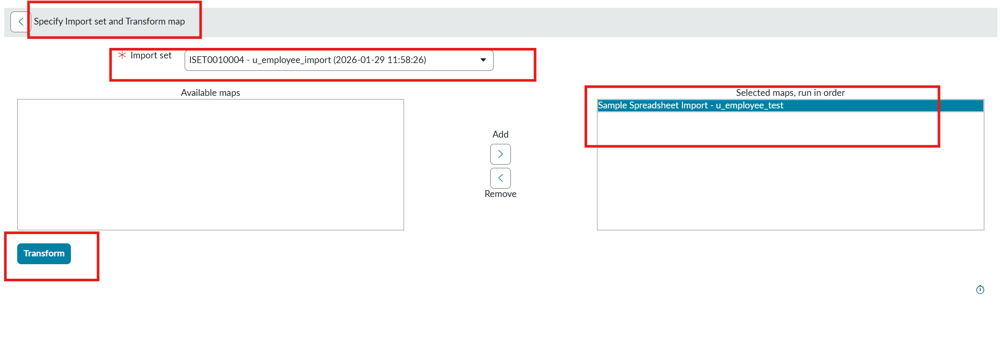 Specify Import set and Transform map
Import set
ISET0010004 - u_employee_import (2026-01-29 11:58:26)
Available maps
Selected maps, run in order
Sample Spreadsheet Import - u_employee_test
Add
Remove
Transform